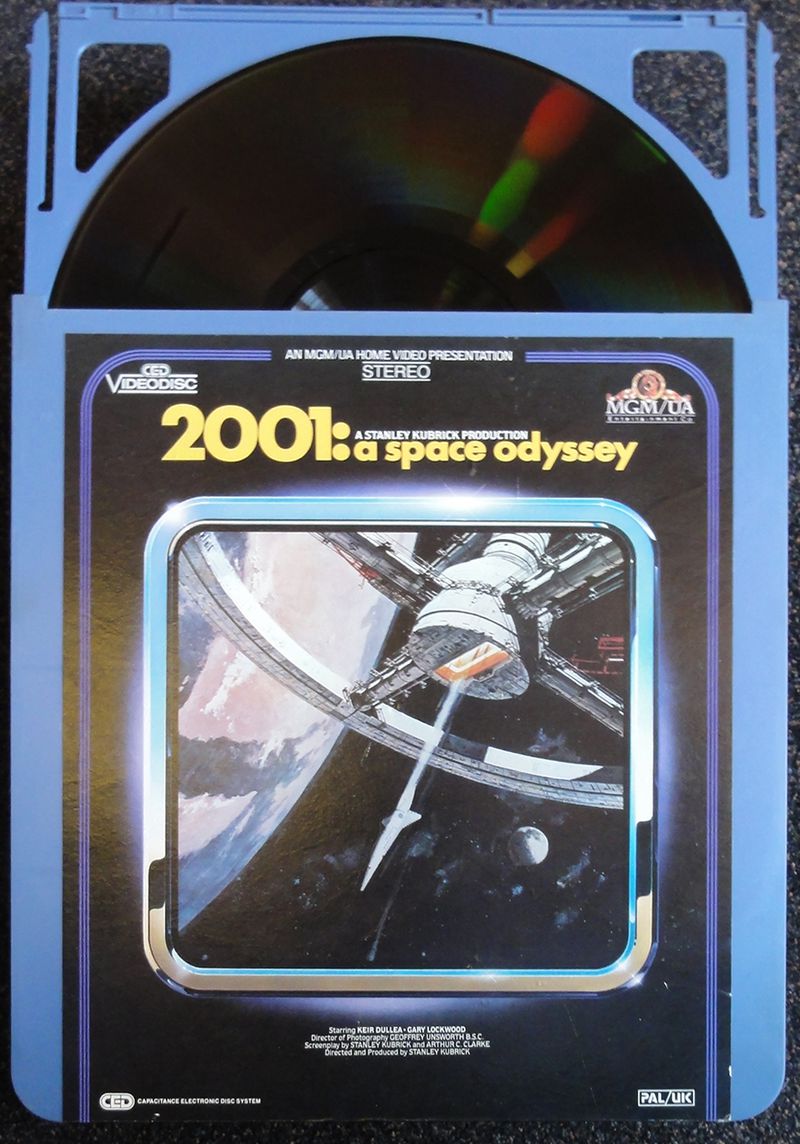 AN MGM/UA HOME VIDEO PRESENTATION
STEREO
CED
VIDEODISC
MGM/UA
Entertainment Co.
2001:
A STANLEY KUBRICK PRODUCTION
a space odyssey
Starring KEIR DULLEA · GARY LOCKWOOD
Director of Photography GEOFFREY UNSWORTH B.S.C.
Screenplay by STANLEY KUBRICK and ARTHUR C. CLARKE
Directed and Produced by STANLEY KUBRICK
CED CAPACITANCE ELECTRONIC DISC SYSTEM
PAL/UK